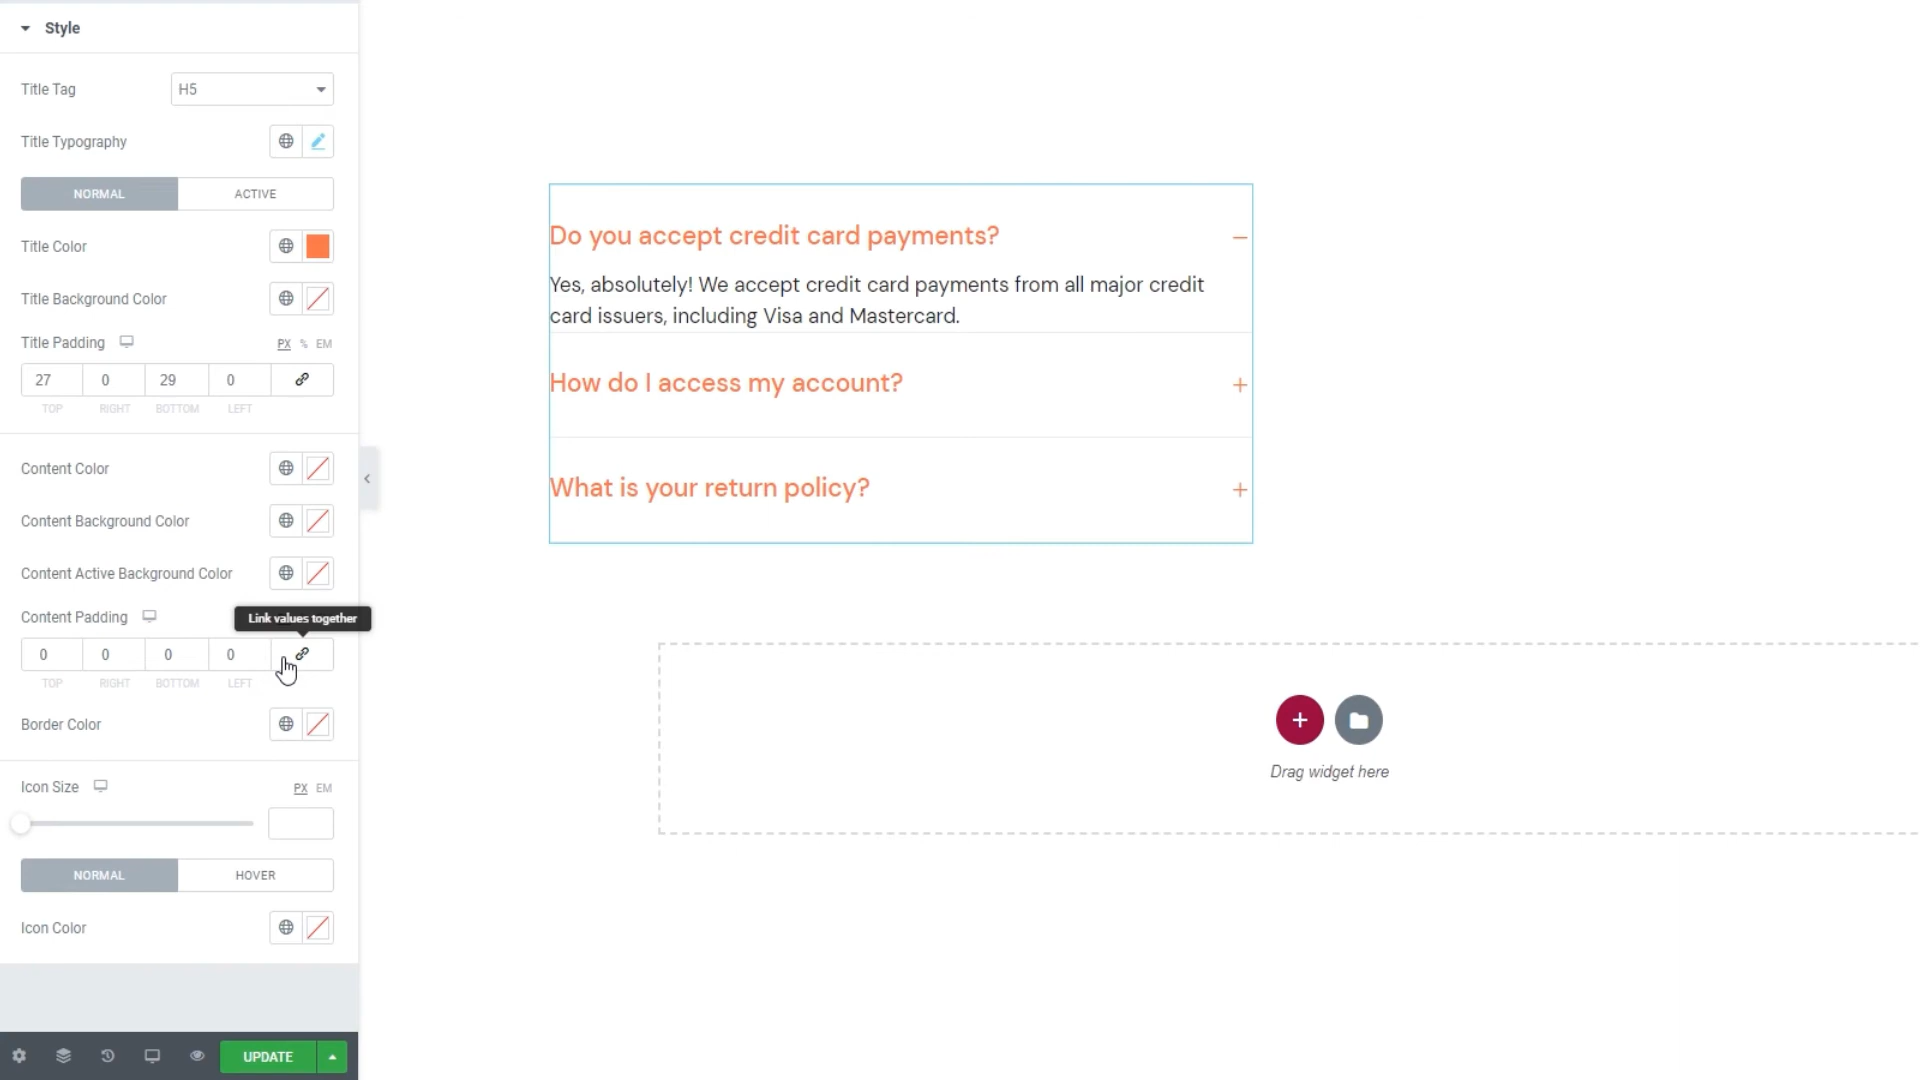 Style
Title Tag
H5
Title Typography
NORMAL ACTIVE
Title Color
Title Background Color
Title Padding PX % EM
27 0 29 0
TOP RIGHT BOTTOM LEFT
Content Color
Content Background Color
Content Active Background Color
Content Padding
Link values together
0 0 0 0
TOP RIGHT BOTTOM LEFT
Border Color
Icon Size PX EM
NORMAL HOVER
Icon Color
UPDATE
Do you accept credit card payments?
Yes, absolutely! We accept credit card payments from all major credit
card issuers, including Visa and Mastercard.
How do I access my account?
What is your return policy?
Drag widget here